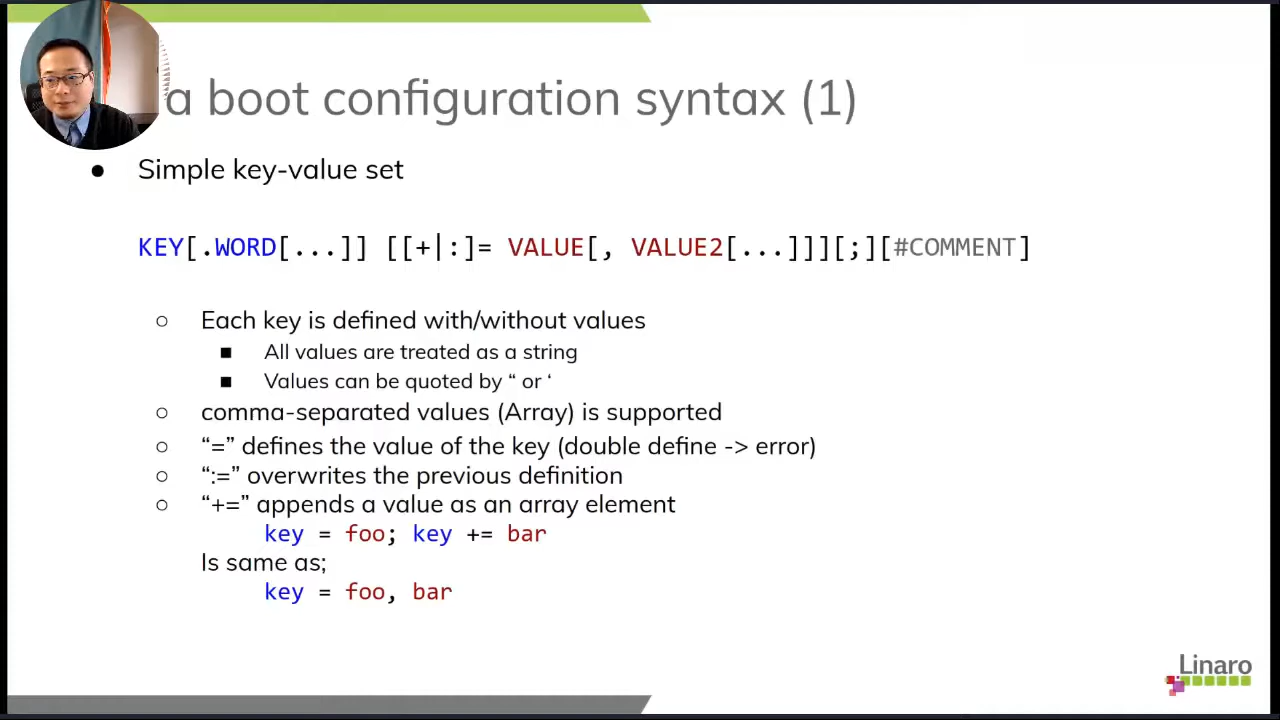 a boot configuration syntax (1)
● Simple key-value set
KEY[.WORD[...]] [[+|:]= VALUE[, VALUE2[...]]][;][#COMMENT]
○ Each key is defined with/without values
■ All values are treated as a string
■ Values can be quoted by “ or ‘
○ comma-separated values (Array) is supported
○ “=” defines the value of the key (double define -> error)
○ “:=” overwrites the previous definition
○ “+=” appends a value as an array element
key = foo; key += bar
Is same as;
key = foo, bar
Linaro